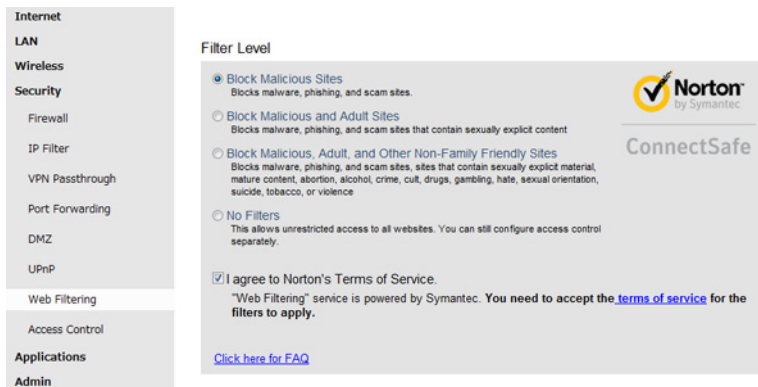 Internet
LAN
Wireless
Security
Firewall
IP Filter
VPN Passthrough
Port Forwarding
DMZ
UPnP
Web Filtering
Access Control
Applications
Admin
Filter Level
Block Malicious Sites
Blocks malware, phishing, and scam sites.
Block Malicious and Adult Sites
Blocks malware, phishing, and scam sites that contain sexually explicit content
Block Malicious, Adult, and Other Non-Family Friendly Sites
Blocks malware, phishing, and scam sites, sites that contain sexually explicit material,
mature content, abortion, alcohol, crime, cult, drugs, gambling, hate, sexual orientation,
suicide, tobacco, or violence
No Filters
This allows unrestricted access to all websites. You can still configure access control
separately.
I agree to Norton's Terms of Service.
"Web Filtering" service is powered by Symantec. You need to accept the terms of service for the
filters to apply.
Click here for FAQ
Norton
by Symantec
ConnectSafe